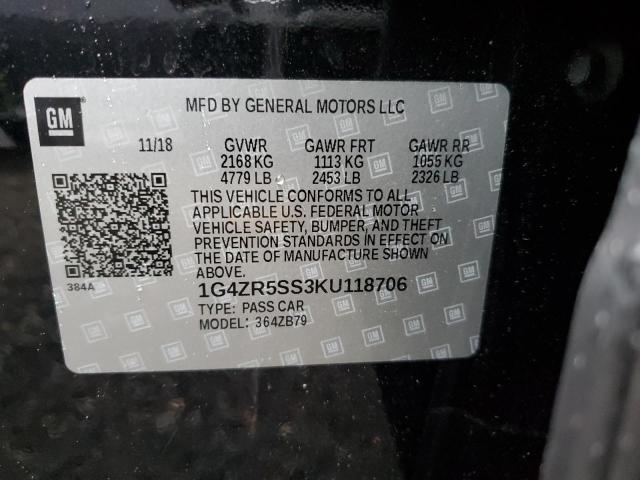 GM
MFD BY GENERAL MOTORS LLC
11/18 GVWR GAWR FRT GAWR RR
2168 KG 1113 KG 1055 KG
4779 LB 2453 LB 2326 LB
THIS VEHICLE CONFORMS TO ALL
APPLICABLE U.S. FEDERAL MOTOR
VEHICLE SAFETY, BUMPER, AND THEFT
PREVENTION STANDARDS IN EFFECT ON
THE DATE OF MANUFACTURE SHOWN
ABOVE.
384A
1G4ZR5SS3KU118706
TYPE: PASS CAR
MODEL: 364ZB79